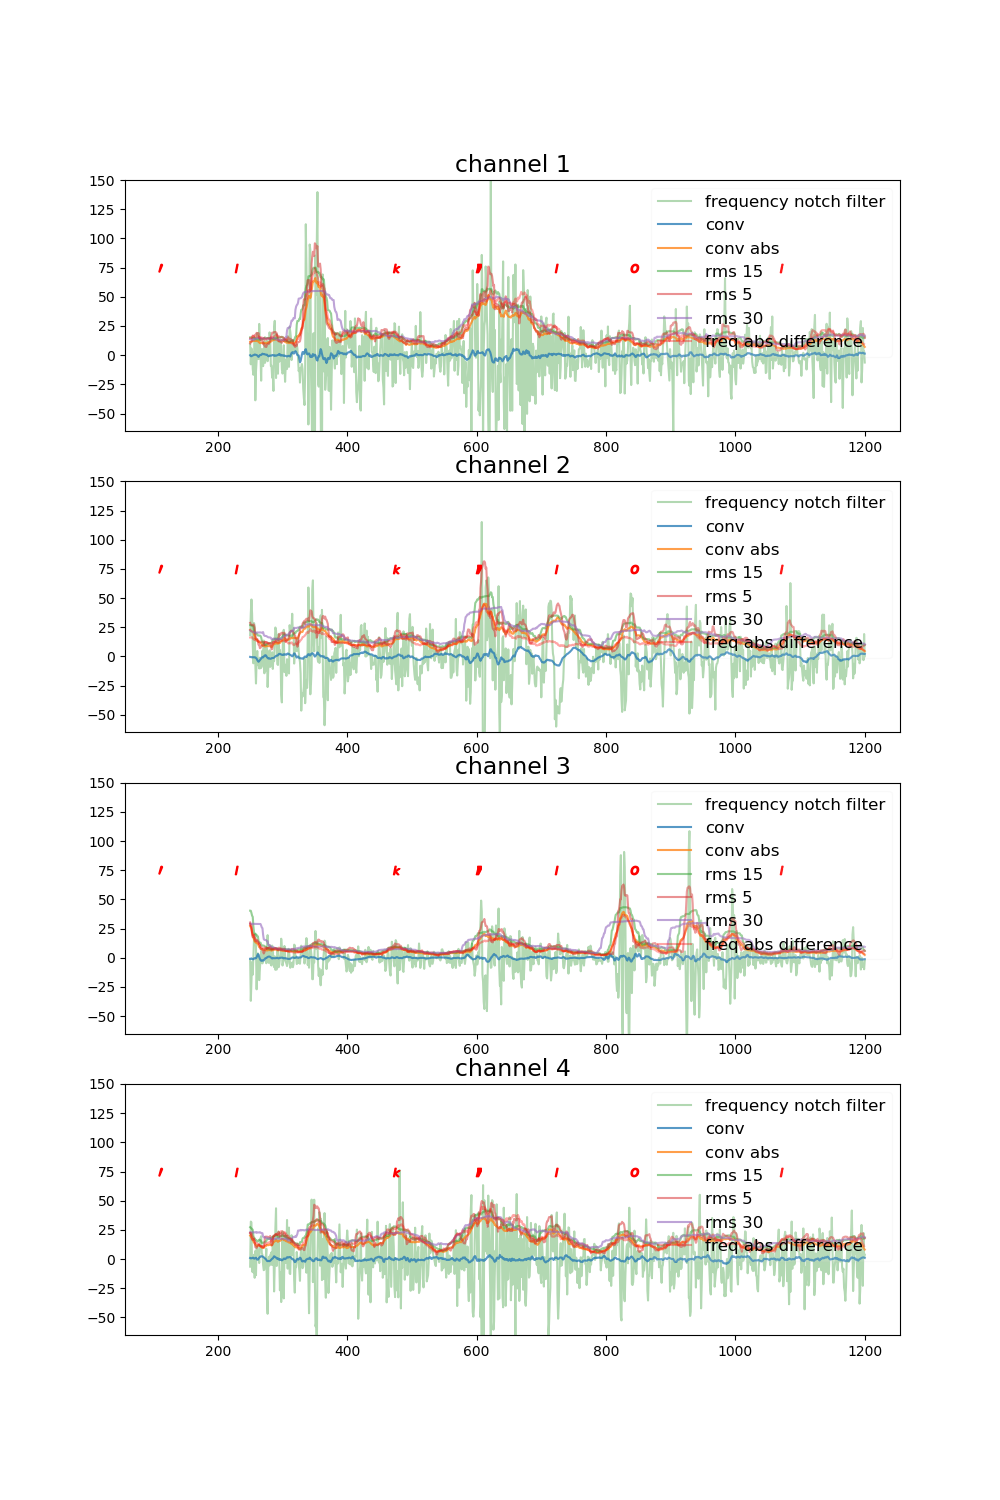 channel 1
150
125
100
75
50
25
0
−25
−50
frequency notch filter
conv
conv abs
rms 15
rms 5
rms 30
freq abs difference
l k l o l
200 400 600 800 1000 1200
channel 2
150
125
100
75
50
25
0
−25
−50
frequency notch filter
conv
conv abs
rms 15
rms 5
rms 30
freq abs difference
l k l o l
200 400 600 800 1000 1200
channel 3
150
125
100
75
50
25
0
−25
−50
frequency notch filter
conv
conv abs
rms 15
rms 5
rms 30
freq abs difference
l k l o l
200 400 600 800 1000 1200
channel 4
150
125
100
75
50
25
0
−25
−50
frequency notch filter
conv
conv abs
rms 15
rms 5
rms 30
freq abs difference
l k l o l
200 400 600 800 1000 1200